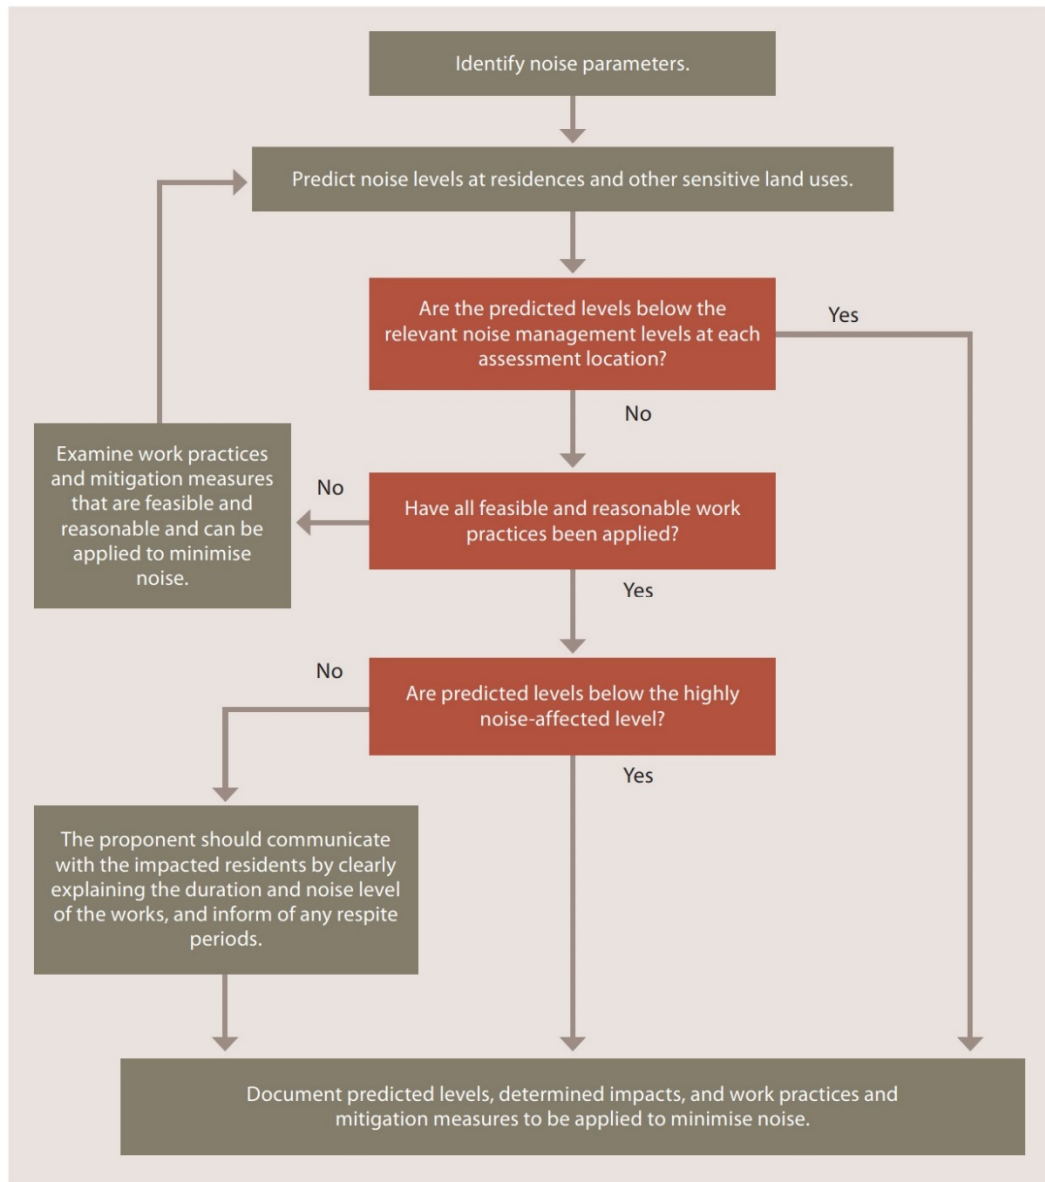 Identify noise parameters.
Predict noise levels at residences and other sensitive land uses.
Are the predicted levels below the
relevant noise management levels at each
assessment location?
Yes
No
Examine work practices
and mitigation measures
that are feasible and
reasonable and can be
applied to minimise
noise.
No
Have all feasible and reasonable work
practices been applied?
Yes
No
Are predicted levels below the highly
noise-affected level?
Yes
The proponent should communicate
with the impacted residents by clearly
explaining the duration and noise level
of the works, and inform of any respite
periods.
Document predicted levels, determined impacts, and work practices and
mitigation measures to be applied to minimise noise.